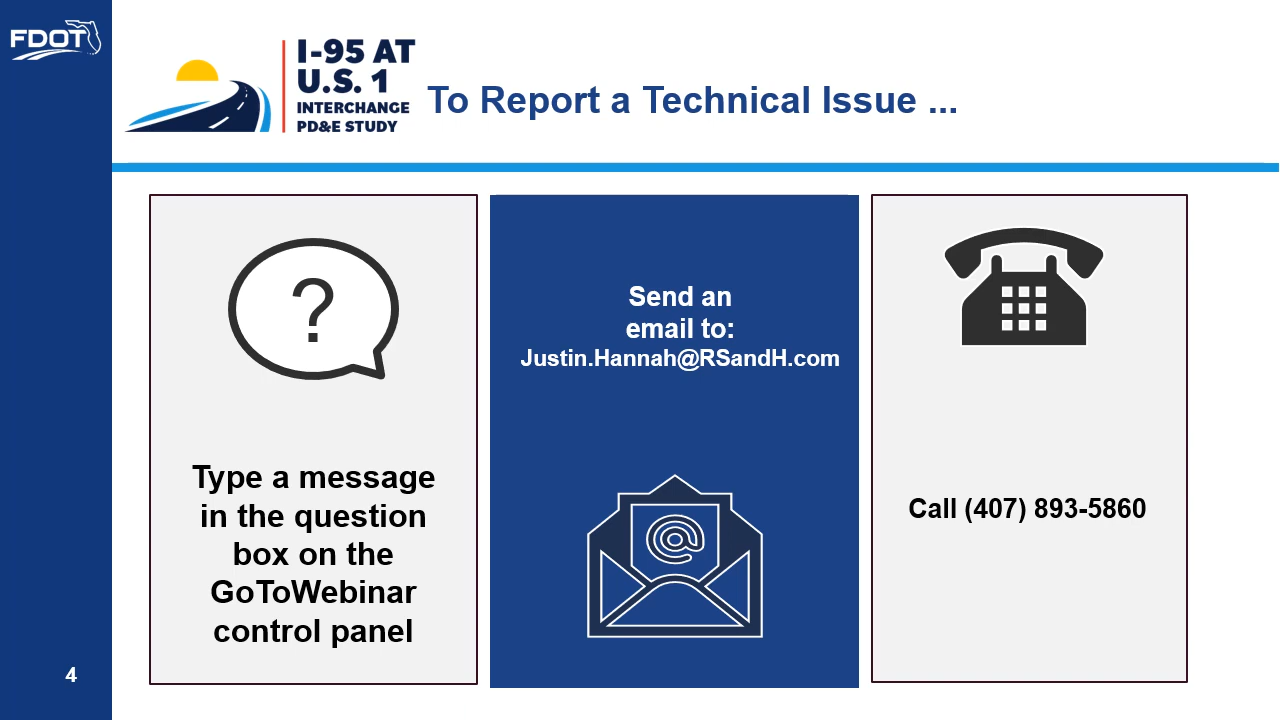 FDOT
I-95 AT
U.S. 1
INTERCHANGE
PD&E STUDY
To Report a Technical Issue ...
?
Type a message
in the question
box on the
GoToWebinar
control panel
Send an
email to:
Justin.Hannah@RSandH.com
@
Call (407) 893-5860
4